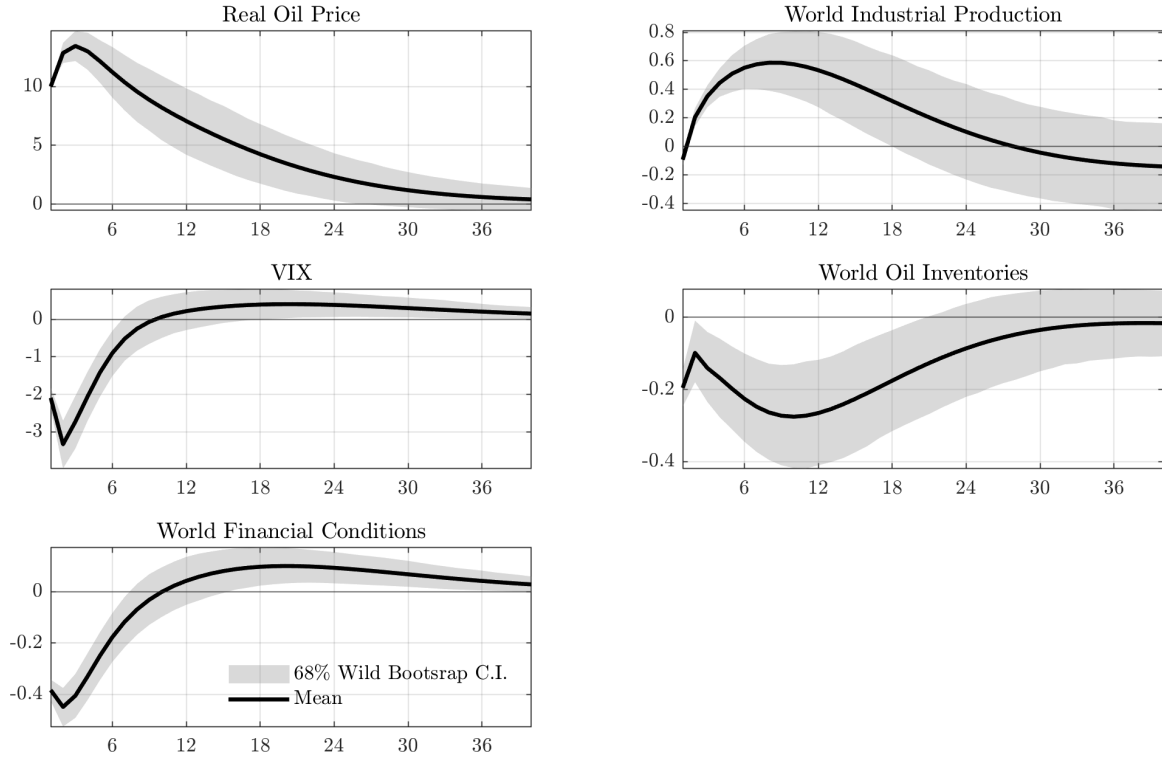 Real Oil Price
10
5
0
6 12 18 24 30 36
World Industrial Production
0.8
0.6
0.4
0.2
0
-0.2
-0.4
6 12 18 24 30 36
VIX
0
-1
-2
-3
6 12 18 24 30 36
World Oil Inventories
0
-0.2
-0.4
6 12 18 24 30 36
World Financial Conditions
0
-0.2
-0.4
68% Wild Bootsrap C.I.
Mean
6 12 18 24 30 36